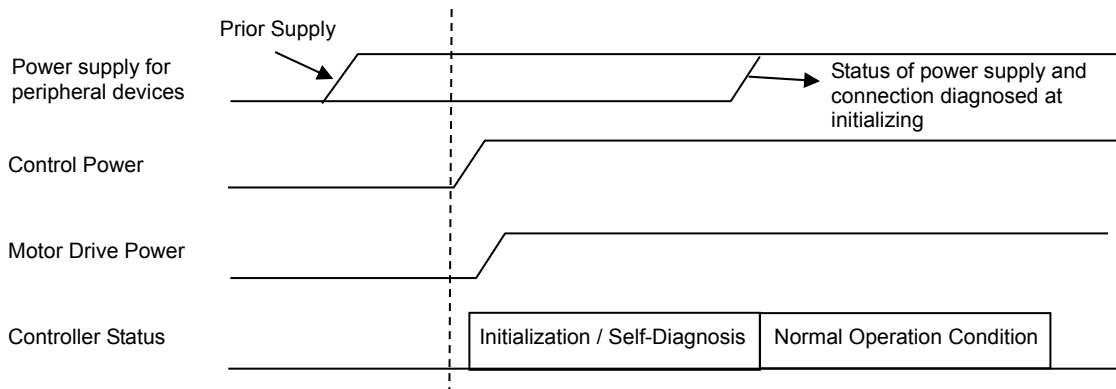 Prior Supply
Power supply for
peripheral devices
Status of power supply and
connection diagnosed at
initializing
Control Power
Motor Drive Power
Controller Status
Initialization / Self-Diagnosis
Normal Operation Condition